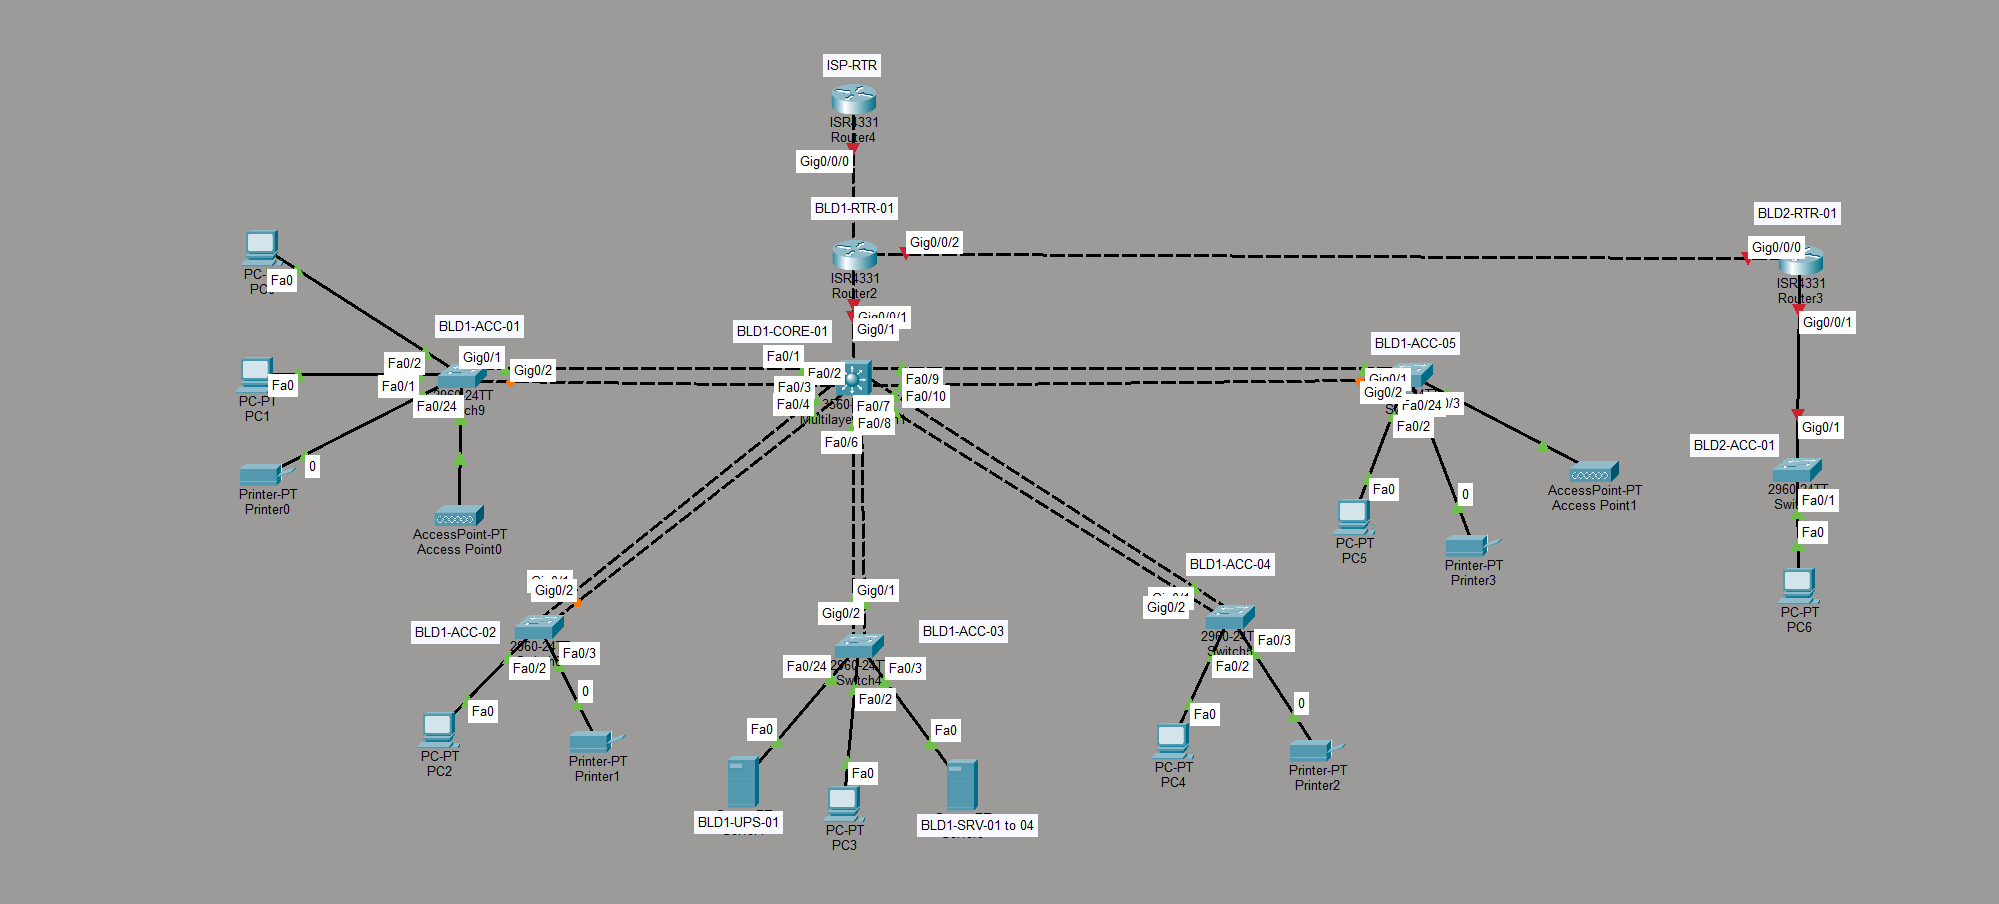 ISP-RTR
ISR4331
Router4
Gig0/0/0
BLD1-RTR-01
Gig0/0/2
ISR4331
Router2
BLD2-RTR-01
Gig0/0/0
ISR4331
Router3
Gig0/0/1
Gig0/0/1
Gig0/1
PC0
Fa0
BLD1-ACC-01
Gig0/1
Gig0/2
Fa0/2
Fa0/1
Fa0/24
PC-PT
PC1
Fa0
0
Printer-PT
Printer0
AccessPoint-PT
Access Point0
BLD1-CORE-01
Fa0/1
Fa0/2
Fa0/3
Fa0/4
Fa0/9
Fa0/10
Fa0/7
Fa0/8
Fa0/6
BLD1-ACC-05
Gig0/1
Gig0/2
Fa0/24
Fa0/2
Fa0
PC-PT
PC5
0
Printer-PT
Printer3
AccessPoint-PT
Access Point1
BLD2-ACC-01
Gig0/1
Fa0/1
Fa0
PC-PT
PC6
Gig0/2
BLD1-ACC-02
Fa0/2
Fa0/3
Fa0
PC-PT
PC2
0
Printer-PT
Printer1
Gig0/1
Gig0/2
BLD1-ACC-03
Switch4
Fa0/24
Fa0/3
Fa0/2
Fa0
Fa0
Fa0
BLD1-UPS-01
PC-PT
PC3
BLD1-SRV-01 to 04
BLD1-ACC-04
Gig0/2
Fa0/3
Fa0/2
Fa0
PC-PT
PC4
0
Printer-PT
Printer2